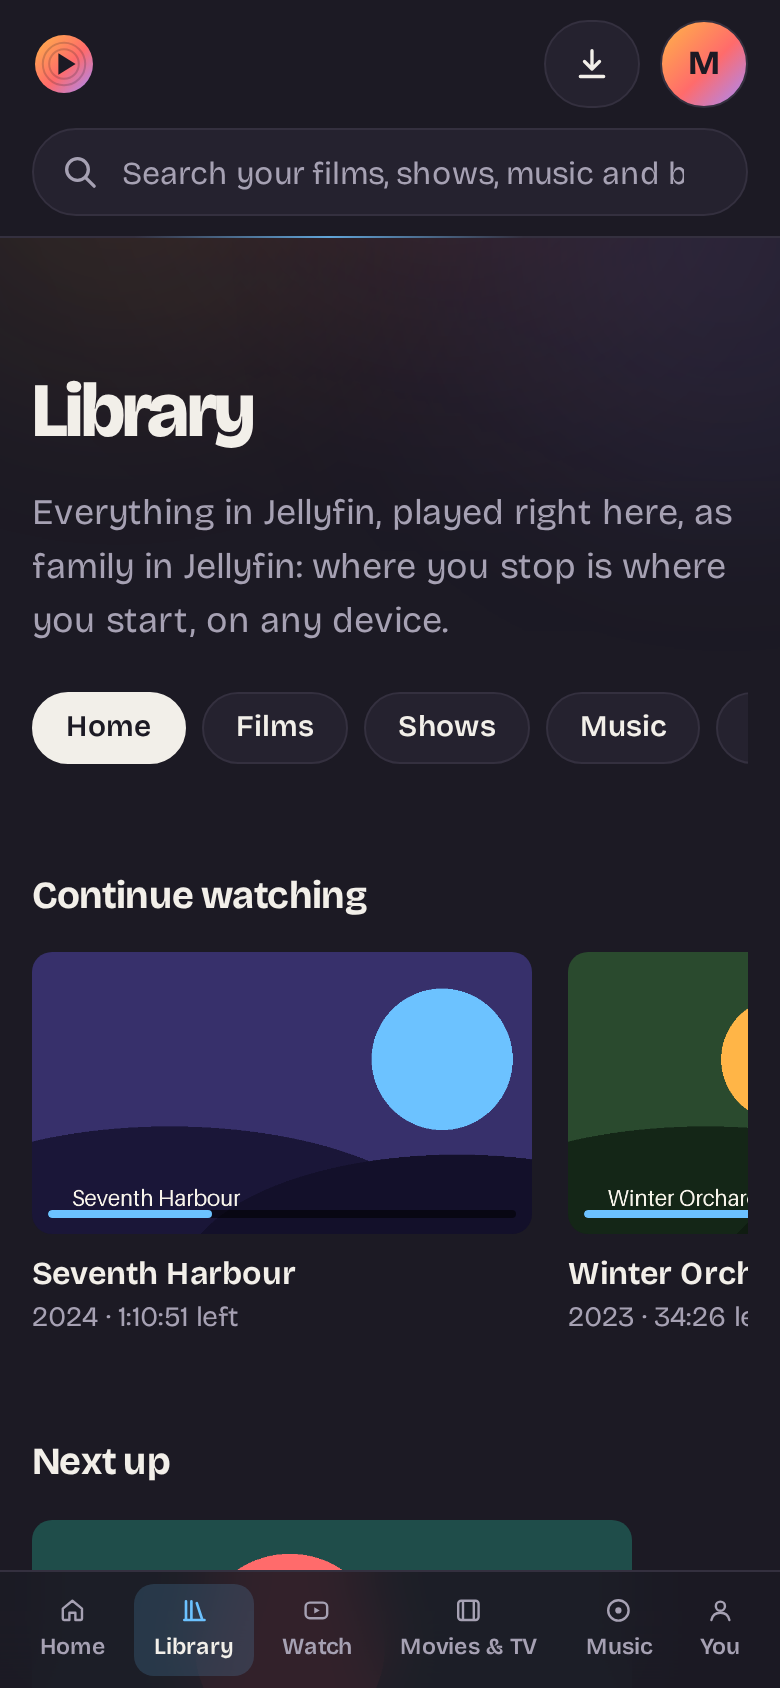 M
Search your films, shows, music and b
Library
Everything in Jellyfin, played right here, as
family in Jellyfin: where you stop is where
you start, on any device.
Home Films Shows Music
Continue watching
Seventh Harbour Winter Orchar
Seventh Harbour Winter Orch
2024 · 1:10:51 left 2023 · 34:26 le
Next up
Home Library Watch Movies & TV Music You